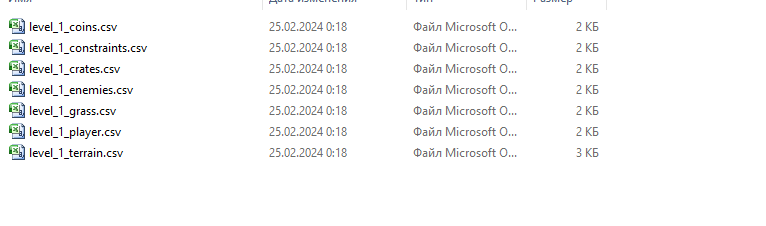 Имя Дата изменения Тип Размер
level_1_coins.csv 25.02.2024 0:18 Файл Microsoft O... 2 КБ
level_1_constraints.csv 25.02.2024 0:18 Файл Microsoft O... 2 КБ
level_1_crates.csv 25.02.2024 0:18 Файл Microsoft O... 2 КБ
level_1_enemies.csv 25.02.2024 0:18 Файл Microsoft O... 2 КБ
level_1_grass.csv 25.02.2024 0:18 Файл Microsoft O... 2 КБ
level_1_player.csv 25.02.2024 0:18 Файл Microsoft O... 2 КБ
level_1_terrain.csv 25.02.2024 0:18 Файл Microsoft O... 3 КБ